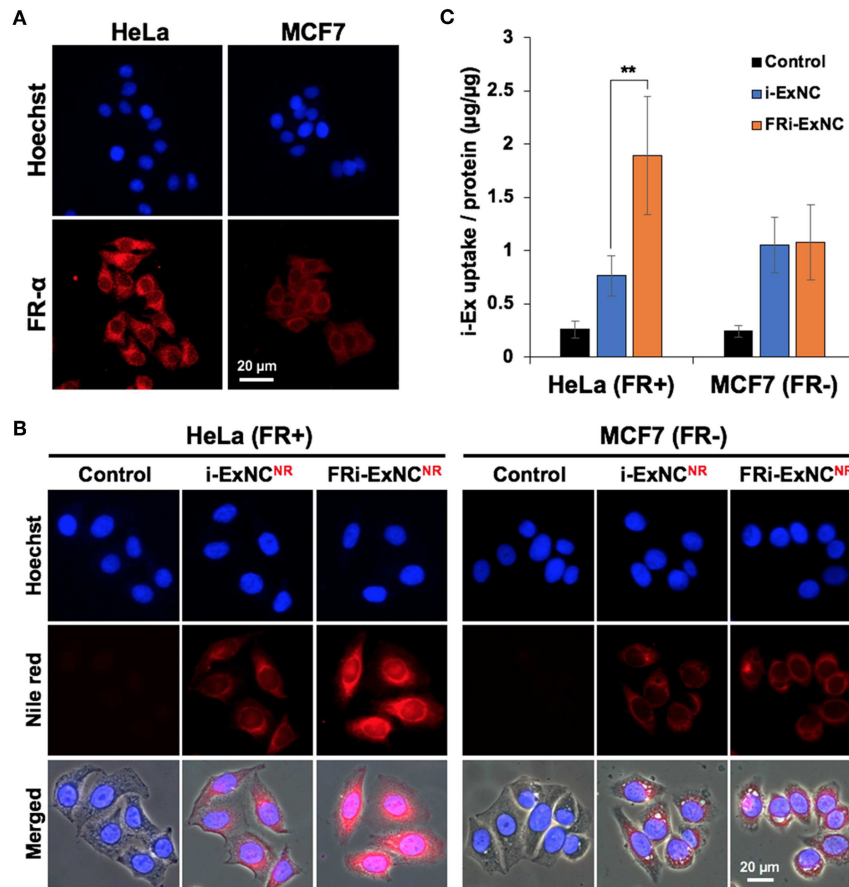 A
HeLa MCF7
Hoechst
FR-α
20 µm
C
i-Ex uptake / protein (µg/µg)
3
2.5
2
1.5
1
0.5
0
**
Control
i-ExNC
FRi-ExNC
HeLa (FR+) MCF7 (FR-)
B
HeLa (FR+) MCF7 (FR-)
Control i-ExNC^NR FRi-ExNC^NR Control i-ExNC^NR FRi-ExNC^NR
Hoechst
Nile red
Merged
20 µm